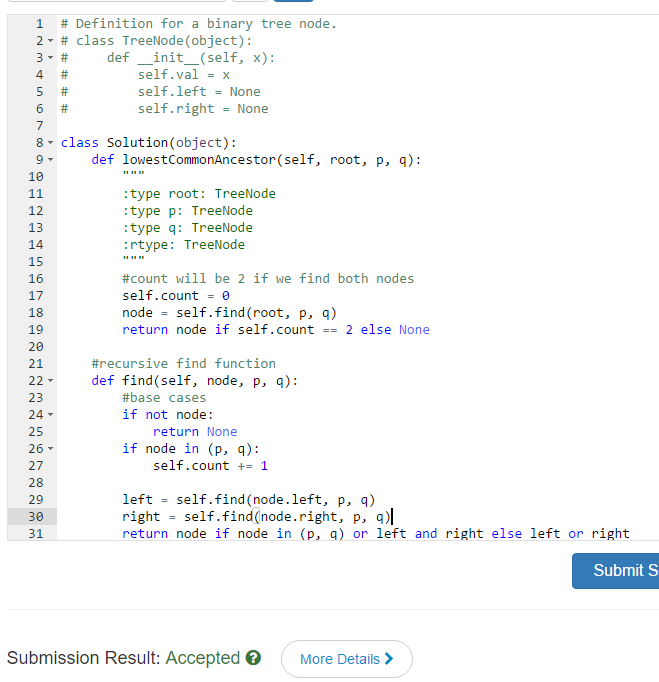 1 # Definition for a binary tree node.
2 # class TreeNode(object):
3 #     def __init__(self, x):
4 #         self.val = x
5 #         self.left = None
6 #         self.right = None
7
8 class Solution(object):
9     def lowestCommonAncestor(self, root, p, q):
10         """
11         :type root: TreeNode
12         :type p: TreeNode
13         :type q: TreeNode
14         :rtype: TreeNode
15         """
16         #count will be 2 if we find both nodes
17         self.count = 0
18         node = self.find(root, p, q)
19         return node if self.count == 2 else None
20
21     #recursive find function
22     def find(self, node, p, q):
23         #base cases
24         if not node:
25             return None
26         if node in (p, q):
27             self.count += 1
28
29         left = self.find(node.left, p, q)
30         right = self.find(node.right, p, q)
31         return node if node in (p, q) or left and right else left or right
Submit S
Submission Result: Accepted ?
More Details